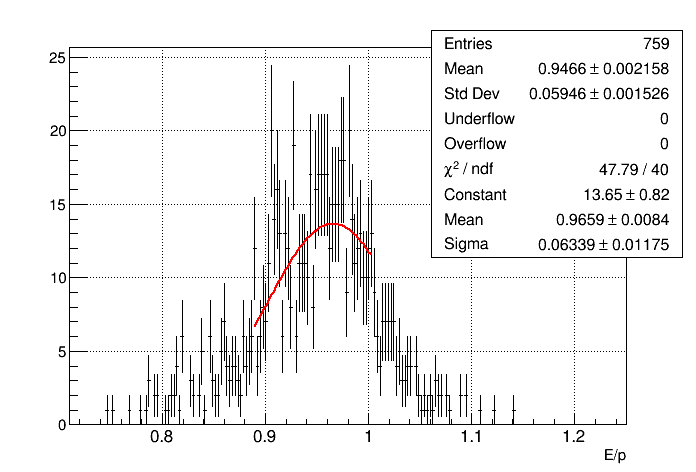 Entries 759
Mean 0.9466 ± 0.002158
Std Dev 0.05946 ± 0.001526
Underflow 0
Overflow 0
χ² / ndf 47.79 / 40
Constant 13.65 ± 0.82
Mean 0.9659 ± 0.0084
Sigma 0.06339 ± 0.01175
25
20
15
10
5
0
0.8 0.9 1 1.1 1.2
E/p